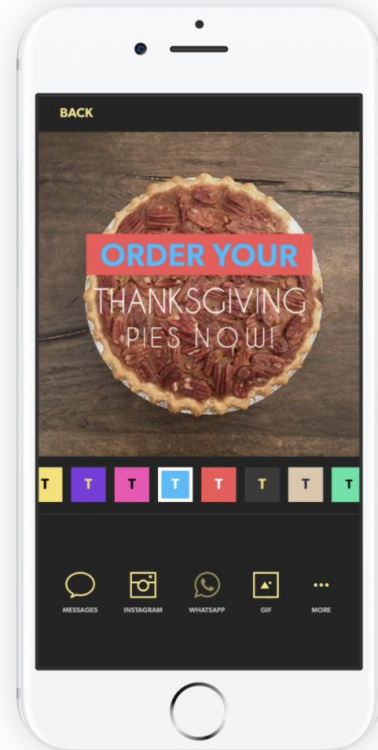 BACK
ORDER YOUR
THANKSGIVING
PIES NOW!
T T T T T T T T
MESSAGES INSTAGRAM WHATSAPP GIF MORE